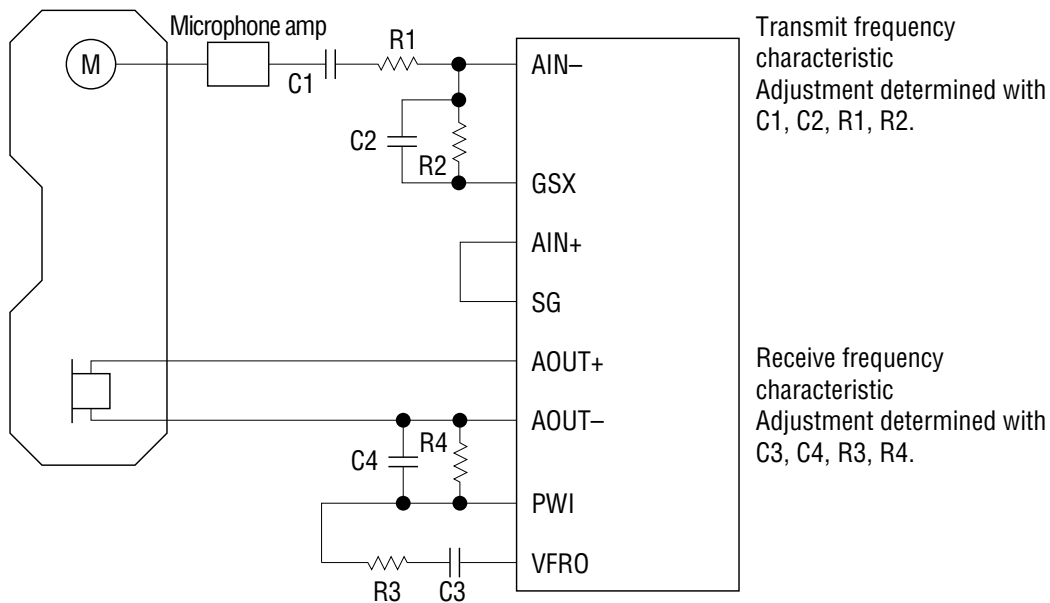 Microphone amp
M
C1
R1
C2
R2
AIN–
GSX
AIN+
SG
AOUT+
AOUT–
PWI
VFRO
C4
R4
R3
C3
Transmit frequency
characteristic
Adjustment determined with
C1, C2, R1, R2.
Receive frequency
characteristic
Adjustment determined with
C3, C4, R3, R4.